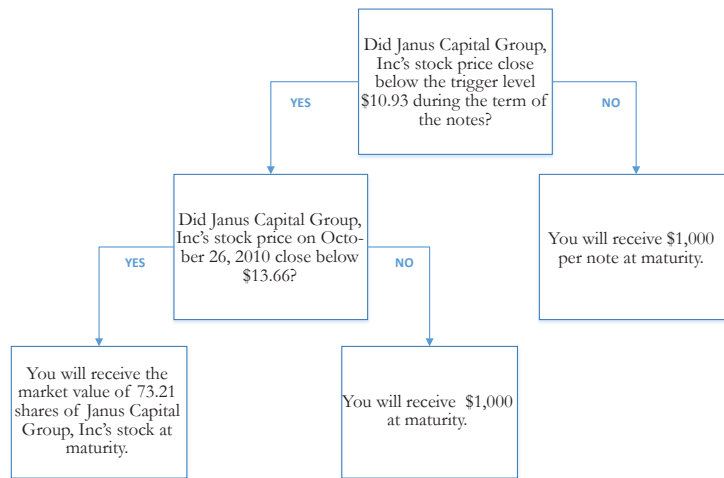 Did Janus Capital Group,
Inc's stock price close
below the trigger level
$10.93 during the term of
the notes?
YES
NO
Did Janus Capital Group,
Inc's stock price on Octo-
ber 26, 2010 close below
$13.66?
You will receive $1,000
per note at maturity.
YES
NO
You will receive the
market value of 73.21
shares of Janus Capital
Group, Inc's stock at
maturity.
You will receive $1,000
at maturity.